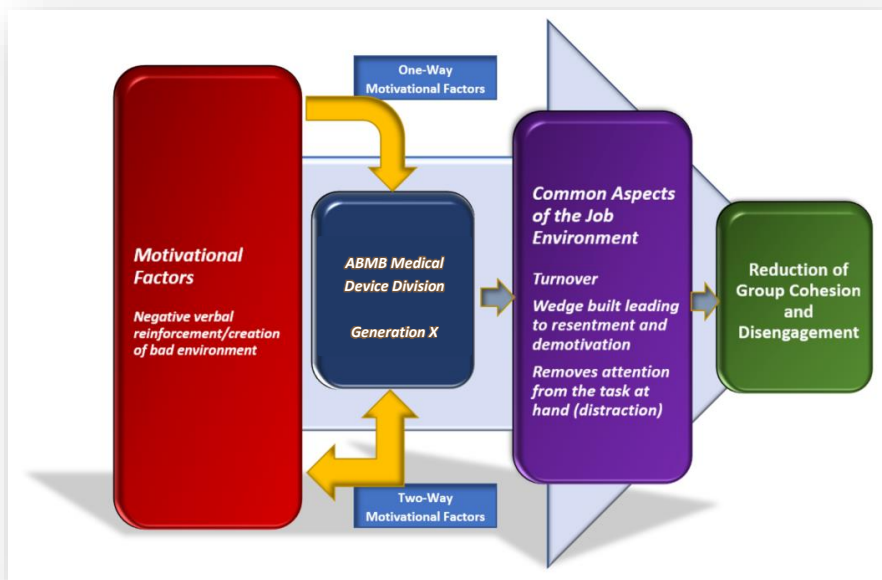 One-Way
Motivational Factors
Motivational
Factors
Negative verbal
reinforcement/creation
of bad environment
ABMB Medical
Device Division
Generation X
Common Aspects
of the Job
Environment
Turnover
Wedge built leading
to resentment and
demotivation
Removes attention
from the task at
hand (distraction)
Reduction of
Group Cohesion
and
Disengagement
Two-Way
Motivational Factors